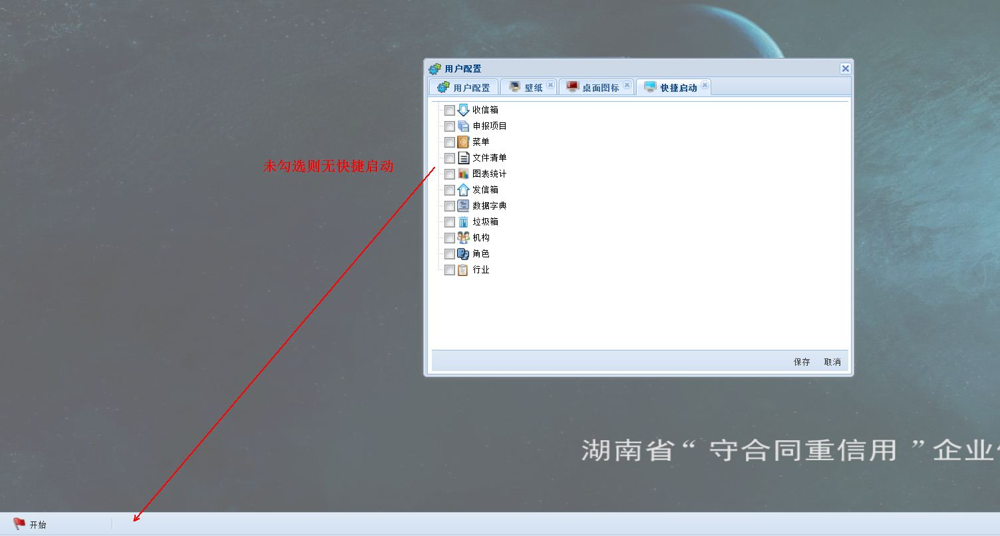 用户配置
用户配置
壁纸
桌面图标
快捷启动
收信箱
申报项目
菜单
文件清单
图表统计
发信箱
数据字典
垃圾箱
机构
角色
行业
未勾选则无快捷启动
保存 取消
湖南省“守合同重信用”企业
开始